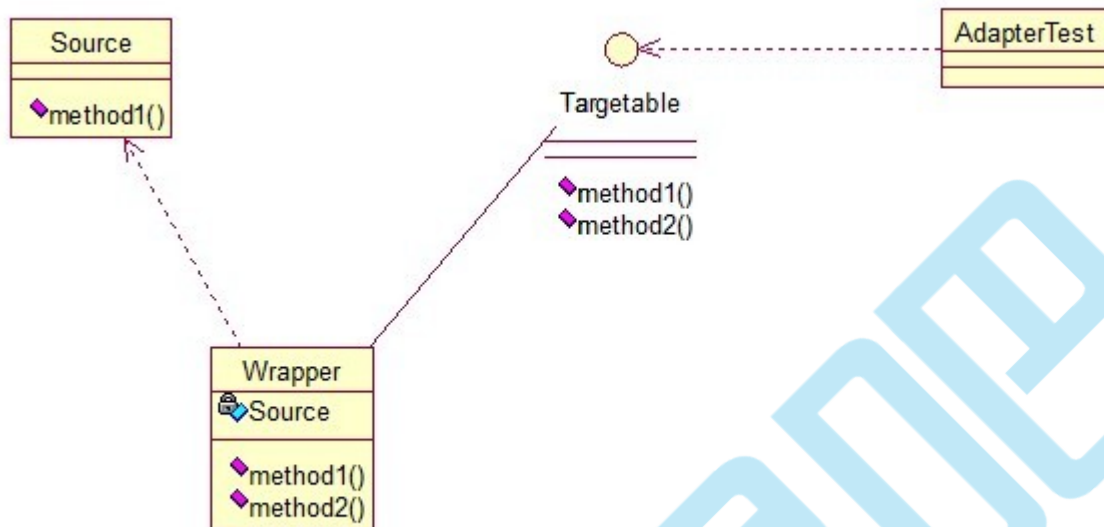 Source
method1()
Targetable
method1()
method2()
AdapterTest
Wrapper
Source
method1()
method2()